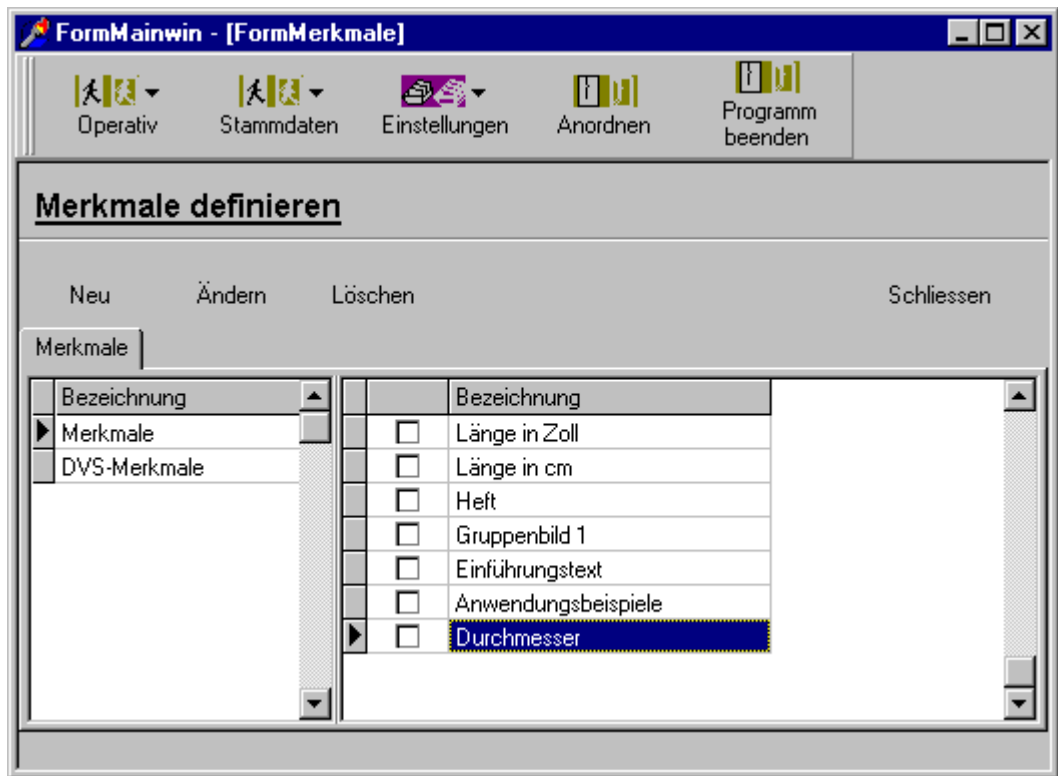 FormMainwin - [FormMerkmale]
Operativ
Stammdaten
Einstellungen
Anordnen
Programm
beenden
Merkmale definieren
Neu
Ändern
Löschen
Schliessen
Merkmale
Bezeichnung
Merkmale
DVS-Merkmale
Bezeichnung
Länge in Zoll
Länge in cm
Heft
Gruppenbild 1
Einführungstext
Anwendungsbeispiele
Durchmesser